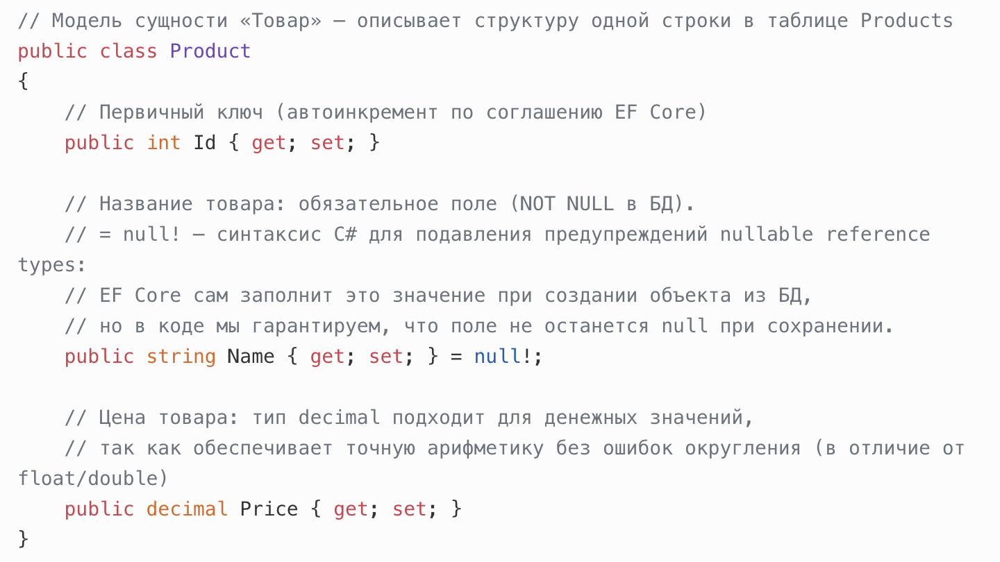 // Модель сущности «Товар» — описывает структуру одной строки в таблице Products
public class Product
{
    // Первичный ключ (автоинкремент по соглашению EF Core)
    public int Id { get; set; }

    // Название товара: обязательное поле (NOT NULL в БД).
    // = null! — синтаксис C# для подавления предупреждений nullable reference
types:
    // EF Core сам заполнит это значение при создании объекта из БД,
    // но в коде мы гарантируем, что поле не останется null при сохранении.
    public string Name { get; set; } = null!;

    // Цена товара: тип decimal подходит для денежных значений,
    // так как обеспечивает точную арифметику без ошибок округления (в отличие от
float/double)
    public decimal Price { get; set; }
}